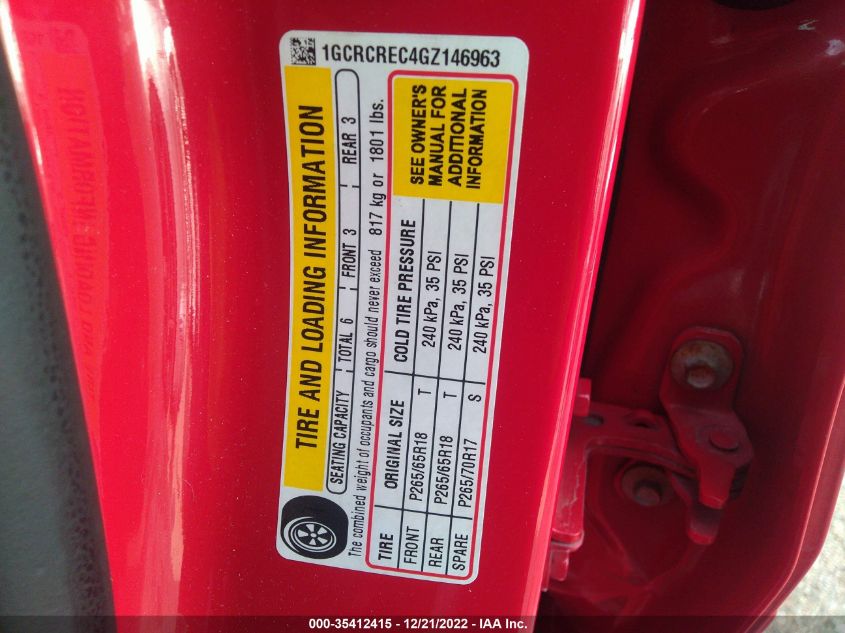 1GCRCREC4GZ146963
TIRE AND LOADING INFORMATION
SEATING CAPACITY TOTAL 6 FRONT 3 REAR 3
The combined weight of occupants and cargo should never exceed 817 kg or 1801 lbs.
TIRE ORIGINAL SIZE COLD TIRE PRESSURE
FRONT P265/65R18 T 240 kPa, 35 PSI
REAR P265/65R18 T 240 kPa, 35 PSI
SPARE P265/70R17 S 240 kPa, 35 PSI
SEE OWNER'S
MANUAL FOR
ADDITIONAL
INFORMATION
000-35412415 - 12/21/2022 - IAA Inc.